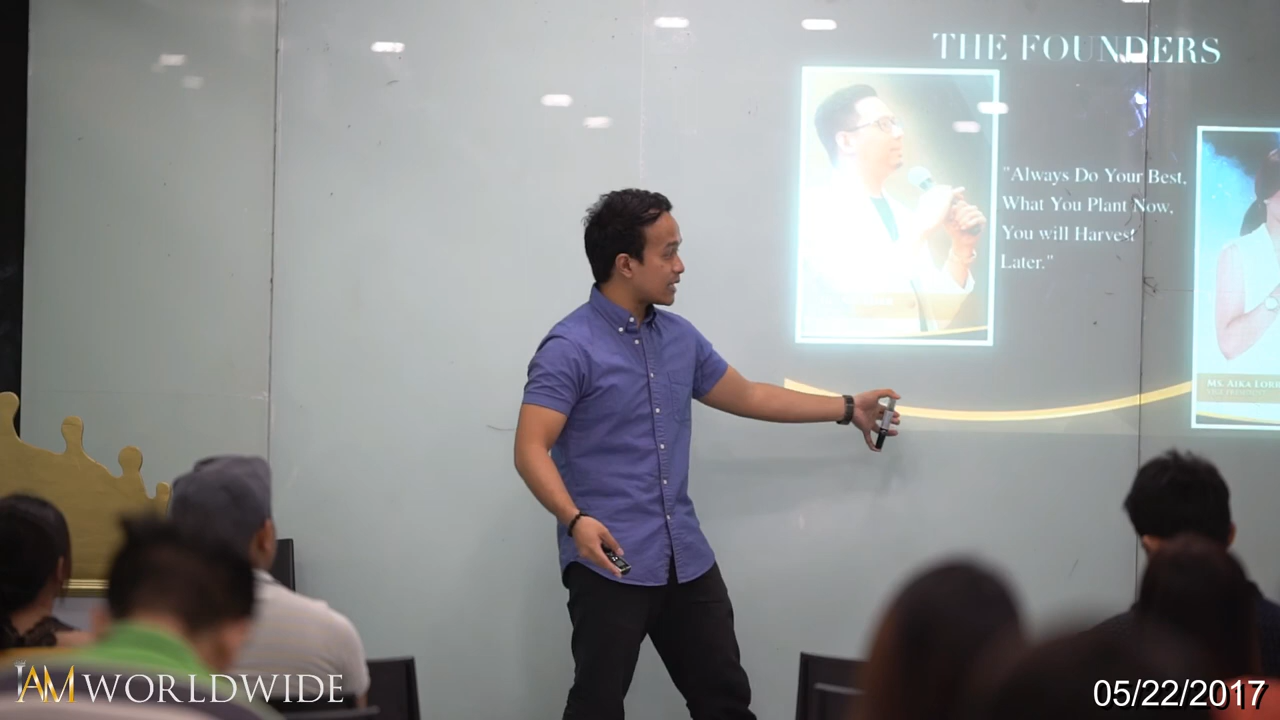 THE FOUNDERS
"Always Do Your Best,
What You Plant Now,
You will Harvest
Later."
MS. AIKA LORR
IAM WORLDWIDE
05/22/2017